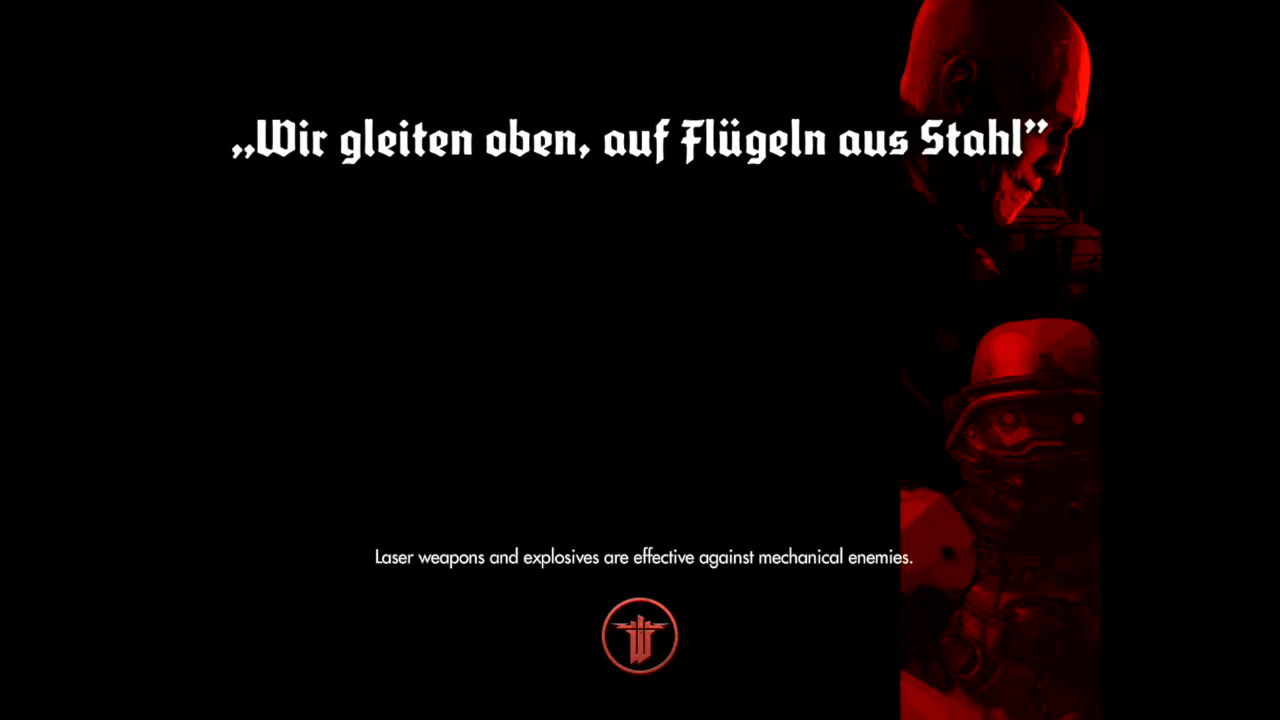 „Wir gleiten oben, auf Flügeln aus Stahl”
Laser weapons and explosives are effective against mechanical enemies.